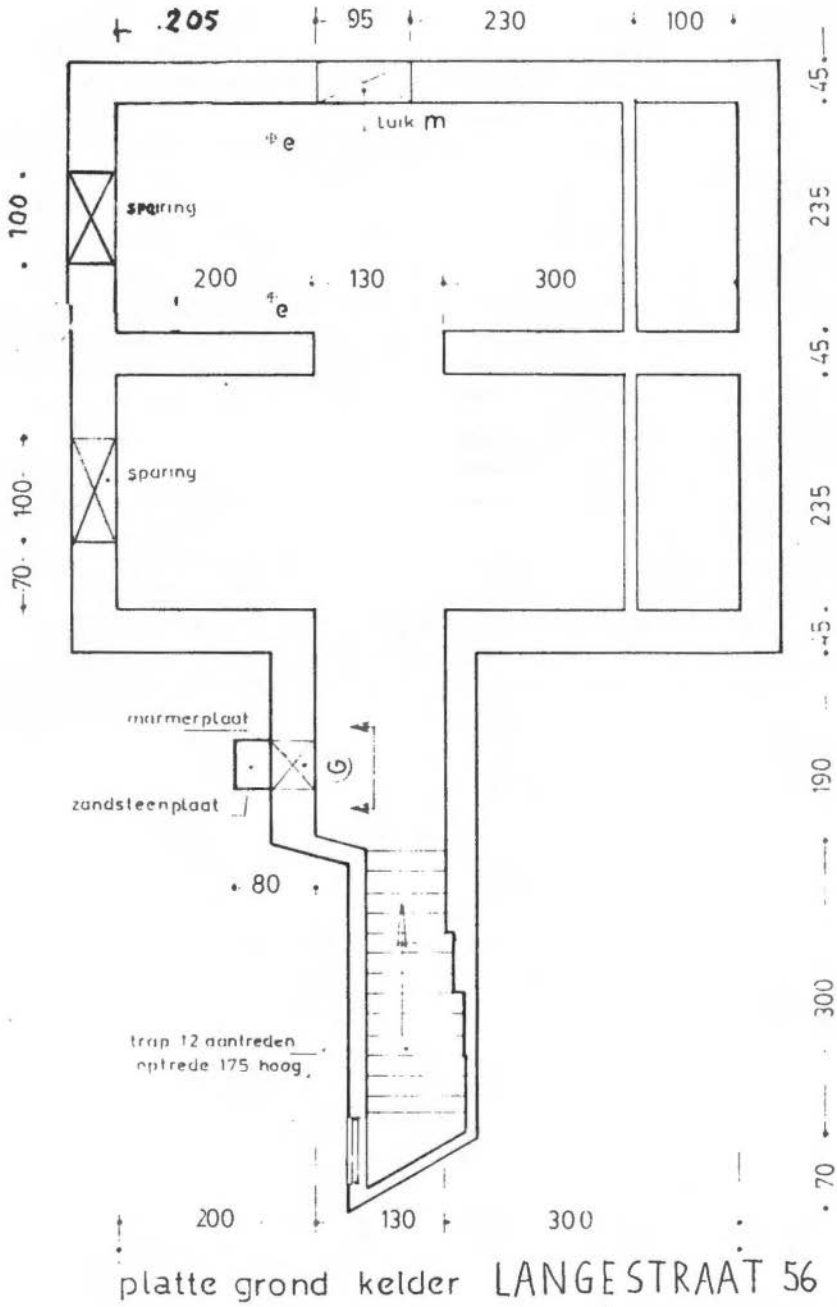 .205 95 230 100
45
luik m
e
100
sparing
235
200 130 300
e
45
sparing
100
235
70
45
marmerplaat
G
190
zandsteenplaat
80
300
trap 12 aantreden
optrede 175 hoog
70
200 130 300
platte grond kelder LANGESTRAAT 56